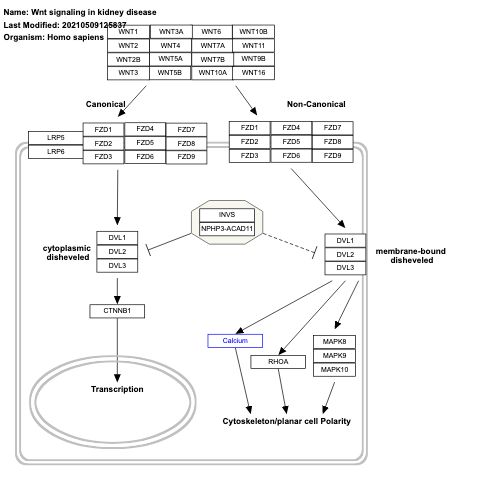 Name: Wnt signaling in kidney disease
Last Modified: 20210509125837
Organism: Homo sapiens
WNT1 WNT3A WNT6 WNT10B
WNT2 WNT4 WNT7A WNT11
WNT2B WNT5A WNT7B WNT9B
WNT3 WNT5B WNT10A WNT16
Canonical Non-Canonical
LRP5
LRP6
FZD1 FZD4 FZD7
FZD2 FZD5 FZD8
FZD3 FZD6 FZD9
FZD1 FZD4 FZD7
FZD2 FZD5 FZD8
FZD3 FZD6 FZD9
INVS
NPHP3-ACAD11
cytoplasmic
disheveled
DVL1
DVL2
DVL3
DVL1
DVL2
DVL3
membrane-bound
disheveled
CTNNB1
Calcium
RHOA
MAPK8
MAPK9
MAPK10
Transcription
Cytoskeleton/planar cell Polarity